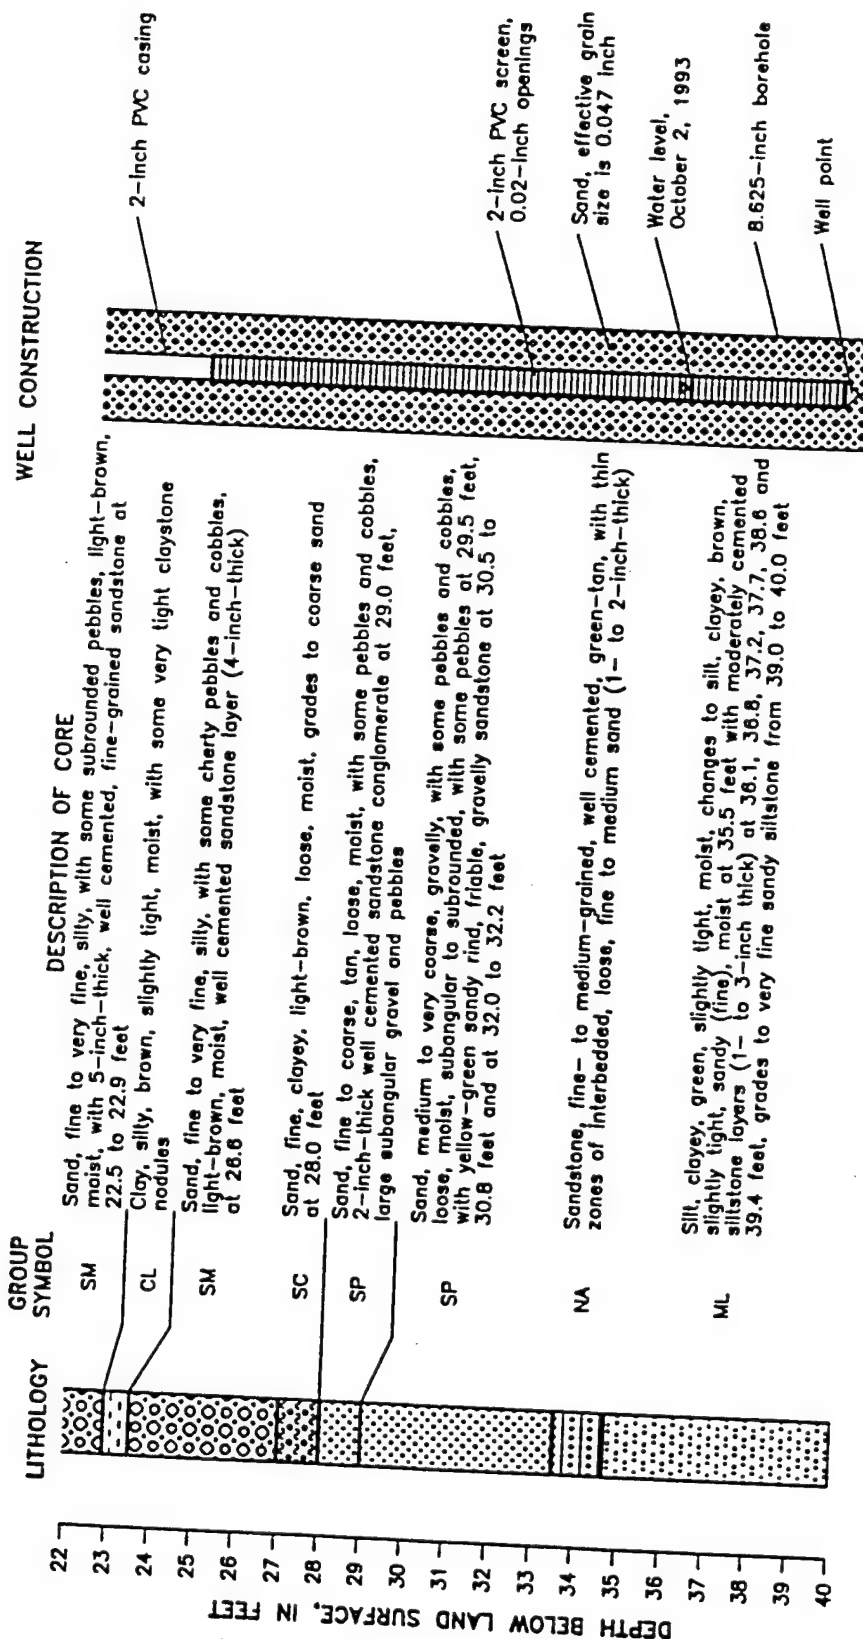 WELL CONSTRUCTION
2-inch PVC casing
2-inch PVC screen,
0.02-inch openings
Sand, effective grain
size is 0.047 inch
Water level,
October 2, 1993
8.625-inch borehole
Well point
DESCRIPTION OF CORE
Sand, fine to very fine, silty, with some subrounded pebbles, light-brown,
moist, with 5-inch-thick, well cemented, fine-grained sandstone at
22.5 to 22.9 feet
Clay, silty, brown, slightly tight, moist, with some very tight claystone
nodules
Sand, fine to very fine, silty, with some cherty pebbles and cobbles,
light-brown, moist, well cemented sandstone layer (4-inch-thick)
at 26.6 feet
Sand, fine, clayey, light-brown, loose, moist, grades to coarse sand
at 28.0 feet
Sand, fine to coarse, tan, loose, moist, with some pebbles and cobbles,
2-inch-thick well cemented sandstone conglomerate at 29.0 feet,
large subangular gravel and pebbles
Sand, medium to very coarse, gravelly, with some pebbles and cobbles,
loose, moist, subangular to subrounded, with some pebbles at 29.5 feet,
with yellow-green sandy rind, friable, gravelly sandstone at 30.5 to
30.8 feet and at 32.0 to 32.2 feet
Sandstone, fine- to medium-grained, well cemented, green-tan, with thin
zones of interbedded, loose, fine to medium sand (1- to 2-inch-thick)
Silt, clayey, green, slightly tight, moist, changes to silt, clayey, brown,
slightly tight, sandy (fine), moist at 35.5 feet with moderately cemented
siltstone layers (1- to 3-inch thick) at 36.1, 36.8, 37.2, 37.7, 38.6 and
39.4 feet, grades to very fine sandy siltstone from 39.0 to 40.0 feet
GROUP
SYMBOL
SM
CL
SM
SC
SP
SP
NA
ML
LITHOLOGY
22
23
24
25
26
27
28
29
30
31
32
33
34
35
36
37
38
39
40
DEPTH BELOW LAND SURFACE, IN FEET